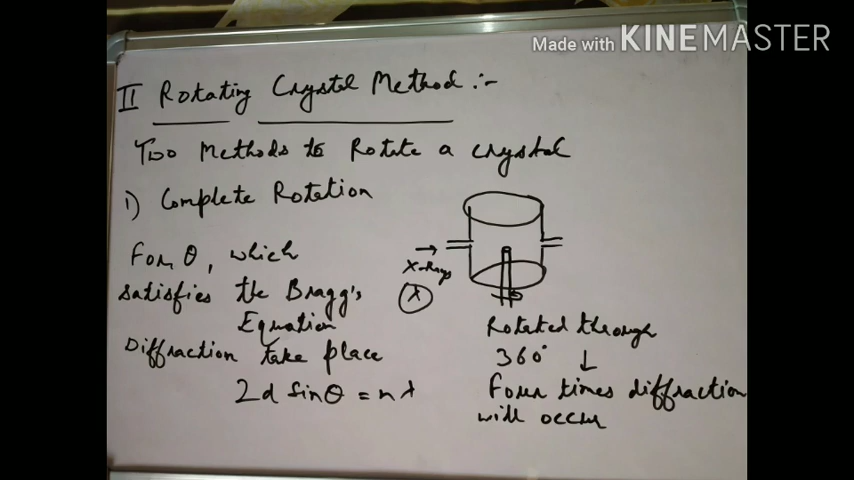 Made with KINEMASTER
II Rotating Crystal Method :-
Two Methods to Rotate a crystal
1) Complete Rotation
For θ, which
satisfies the Bragg's
Equation
Diffraction take place
2d sinθ = nλ
→
X-Rays
λ
Rotated through
360° ↓
Four times diffraction
will occur